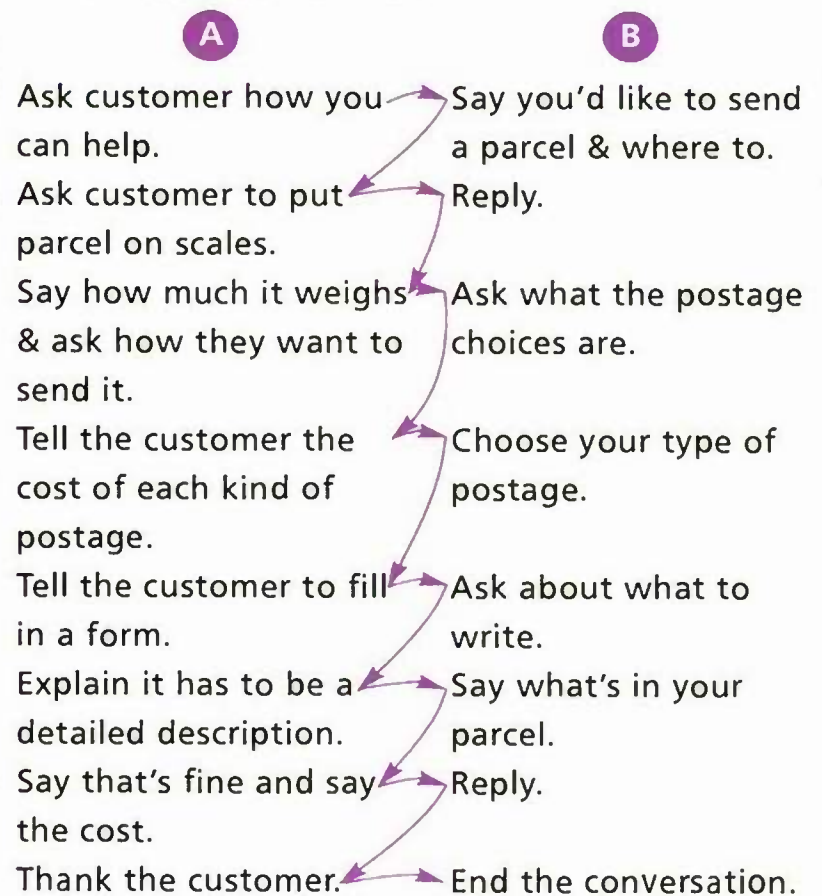 A
B
Ask customer how you
can help.
Say you'd like to send
a parcel & where to.
Ask customer to put
parcel on scales.
Reply.
Say how much it weighs
& ask how they want to
send it.
Ask what the postage
choices are.
Tell the customer the
cost of each kind of
postage.
Choose your type of
postage.
Tell the customer to fill
in a form.
Ask about what to
write.
Explain it has to be a
detailed description.
Say what's in your
parcel.
Say that's fine and say
the cost.
Reply.
Thank the customer.
End the conversation.